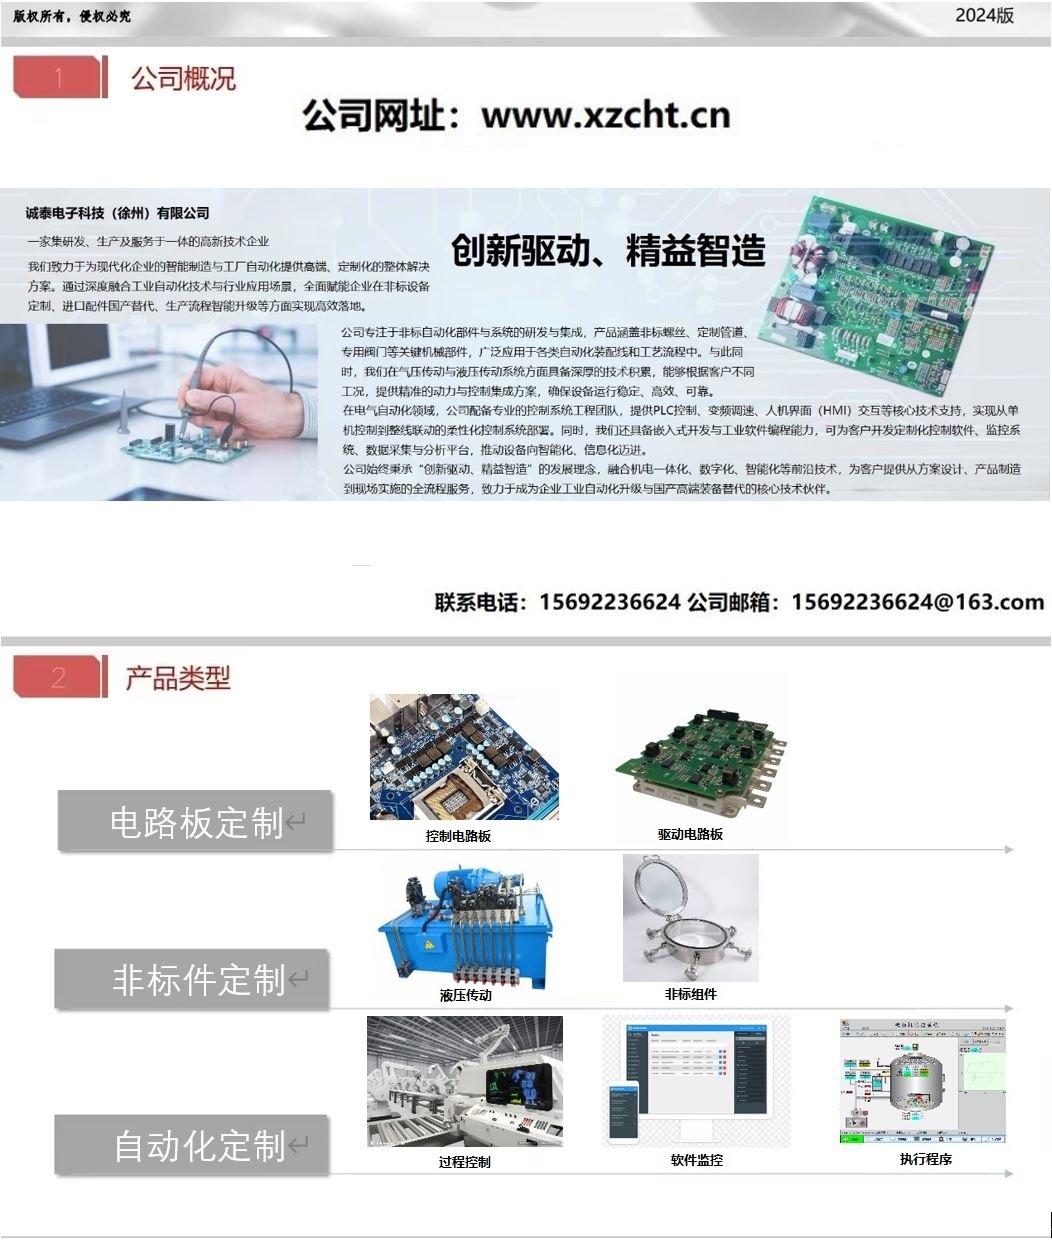 版权所有，侵权必究
2024版
1
公司概况
公司网址：www.xzcht.cn
诚泰电子科技（徐州）有限公司
一家集研发、生产及服务于一体的高新技术企业
创新驱动、精益智造
我们致力于为现代化企业的智能制造与工厂自动化提供高端、定制化的整体解决
方案。通过深度融合工业自动化技术与行业应用场景，全面赋能企业在非标设备
定制、进口配件国产替代、生产流程智能升级等方面实现高效落地。
公司专注于非标自动化部件与系统的研发与集成，产品涵盖非标螺丝、定制管道、
专用阀门等关键机械部件，广泛应用于各类自动化装配线和工艺流程中。与此同
时，我们在气压传动与液压传动系统方面具备深厚的技术积累，能够根据客户不同
工况，提供精准的动力与控制集成方案，确保设备运行稳定、高效、可靠。
在电气自动化领域，公司配备专业的控制系统工程团队，提供PLC控制、变频调速、人机界面（HMI）交互等核心技术支持，实现从单
机控制到整线联动的柔性化控制系统部署。同时，我们还具备嵌入式开发与工业软件编程能力，可为客户开发定制化控制软件、监控系
统、数据采集与分析平台，推动设备向智能化、信息化迈进。
公司始终秉承“创新驱动、精益智造”的发展理念，融合机电一体化、数字化、智能化等前沿技术，为客户提供从方案设计、产品制造
到现场实施的全流程服务，致力于成为企业工业自动化升级与国产高端装备替代的核心技术伙伴。
联系电话：15692236624 公司邮箱：15692236624@163.com
2
产品类型
电路板定制↵
控制电路板
驱动电路板
非标件定制↵
液压传动
非标组件
自动化定制↵
过程控制
软件监控
执行程序